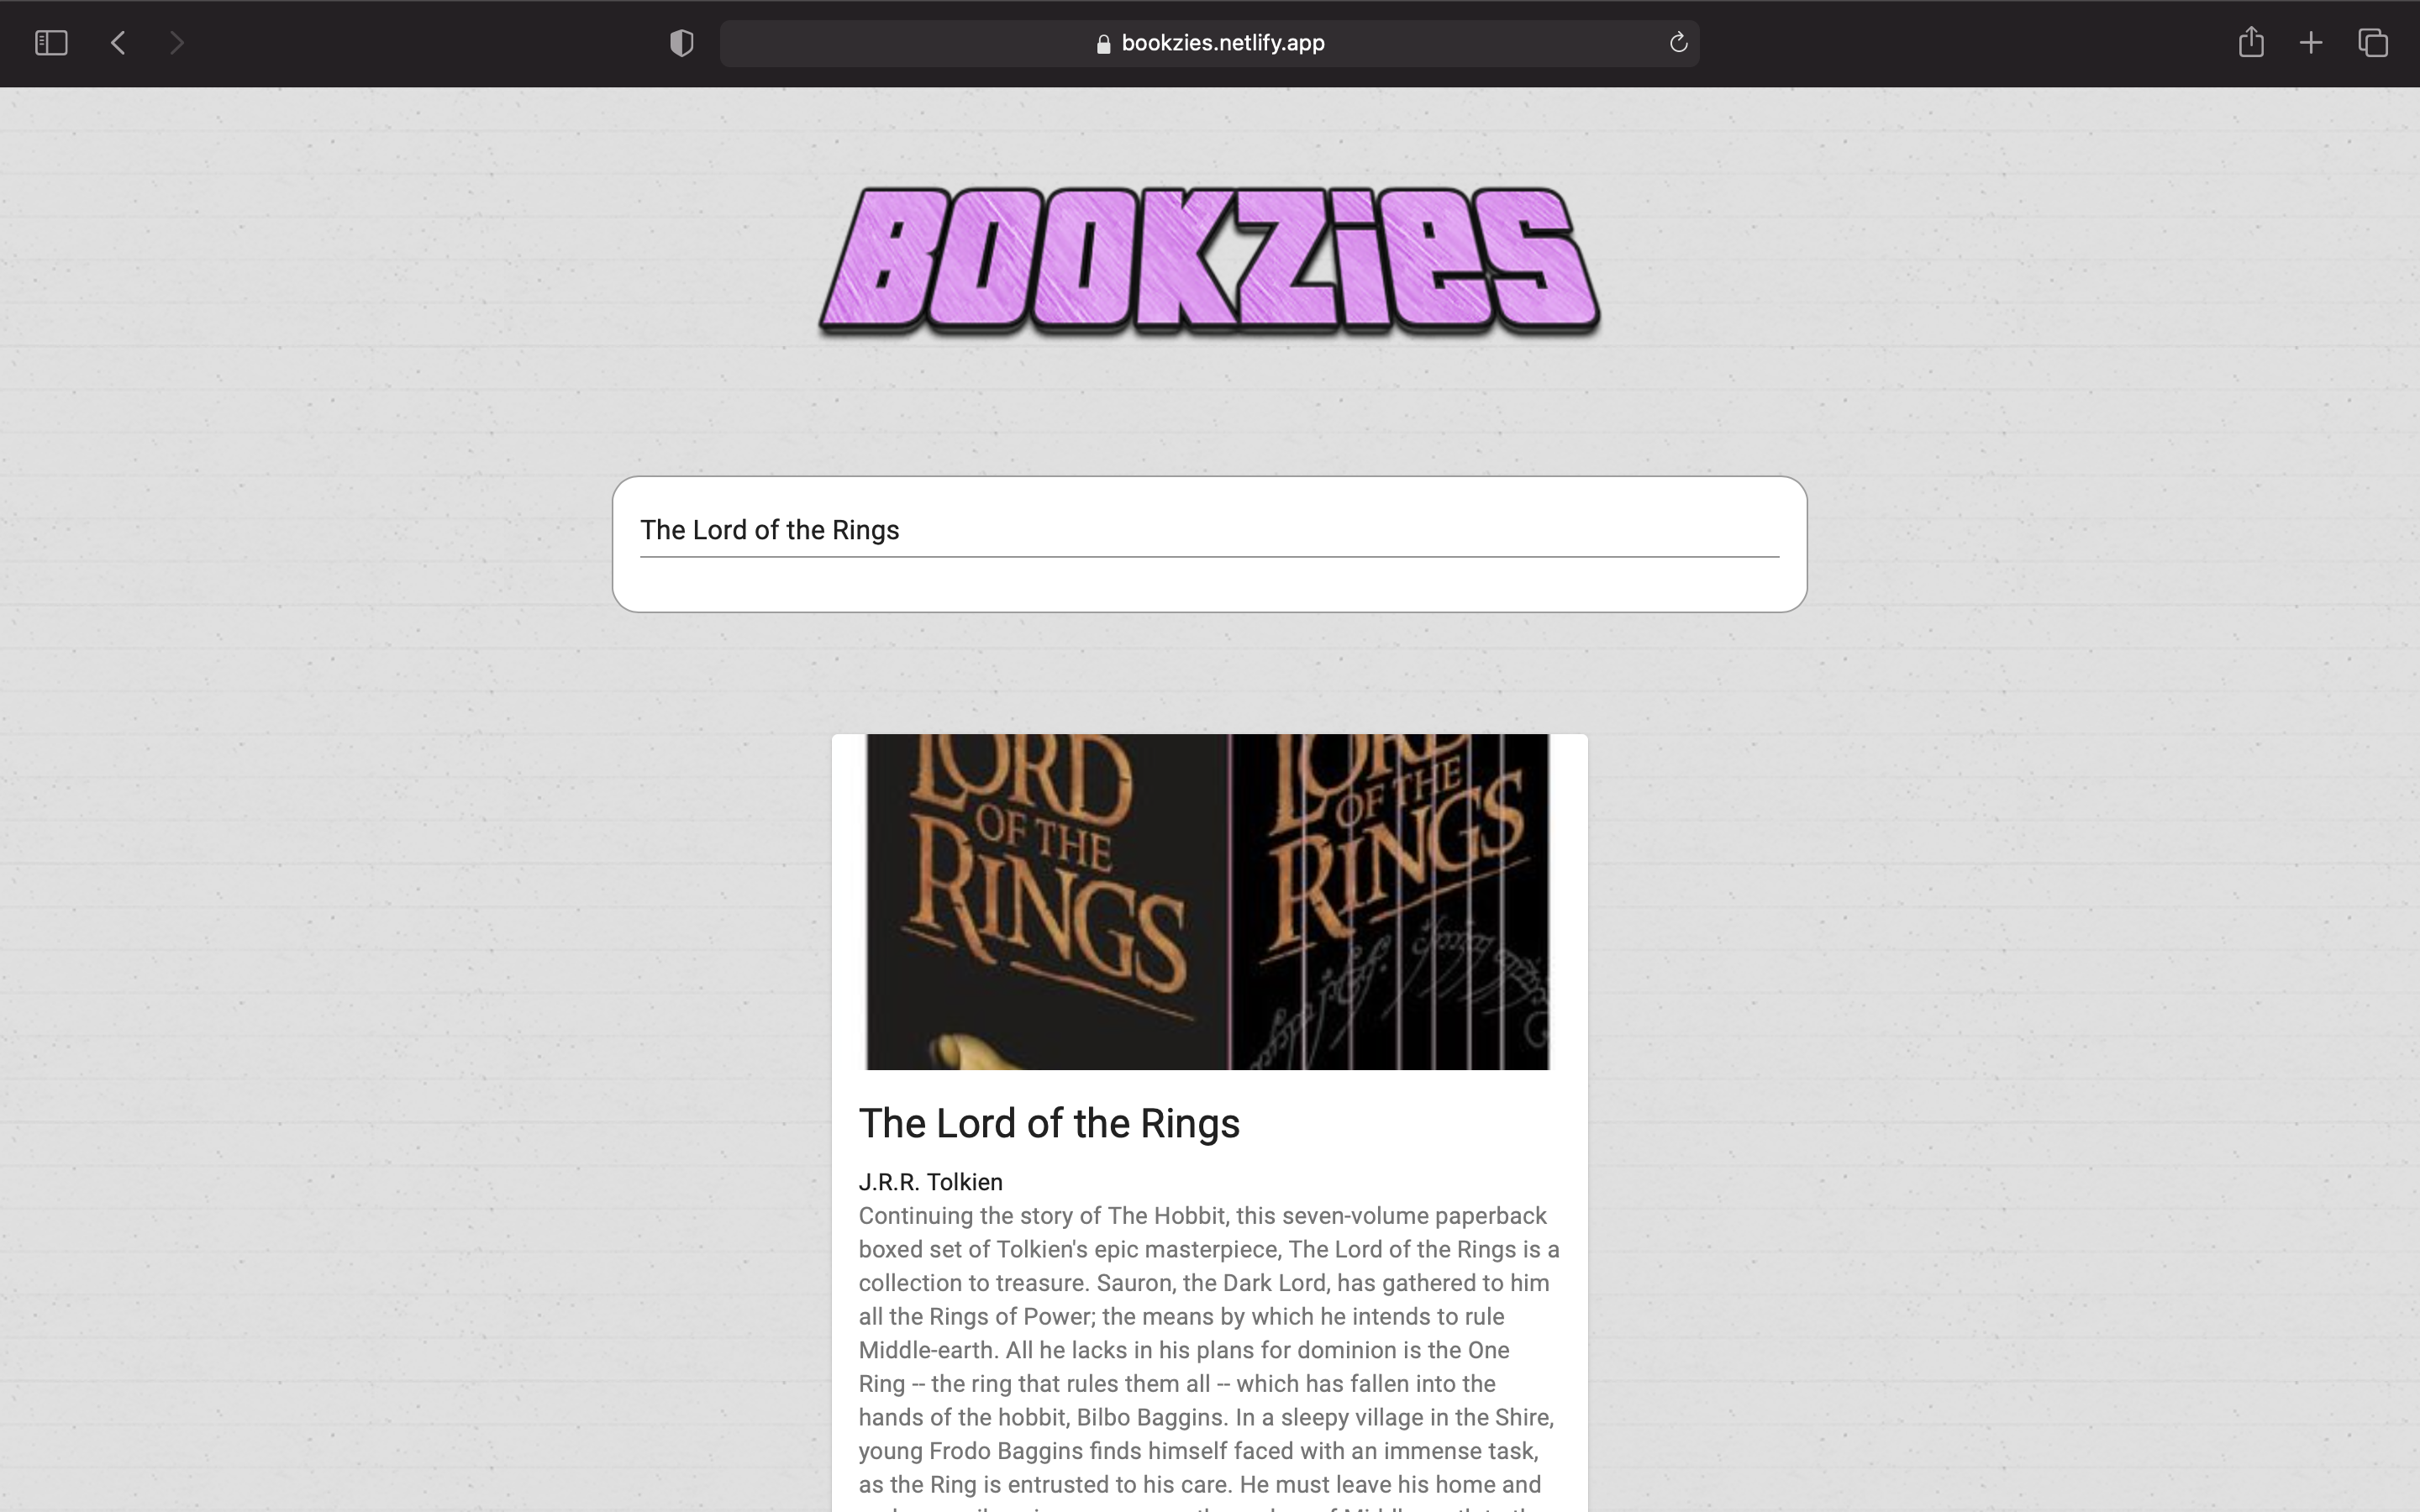 bookzies.netlify.app
BOOKZiES
The Lord of the Rings
LORD
OF THE
RINGS
LORD
OF THE
RINGS
The Lord of the Rings
J.R.R. Tolkien
Continuing the story of The Hobbit, this seven-volume paperback
boxed set of Tolkien's epic masterpiece, The Lord of the Rings is a
collection to treasure. Sauron, the Dark Lord, has gathered to him
all the Rings of Power; the means by which he intends to rule
Middle-earth. All he lacks in his plans for dominion is the One
Ring -- the ring that rules them all -- which has fallen into the
hands of the hobbit, Bilbo Baggins. In a sleepy village in the Shire,
young Frodo Baggins finds himself faced with an immense task,
as the Ring is entrusted to his care. He must leave his home and